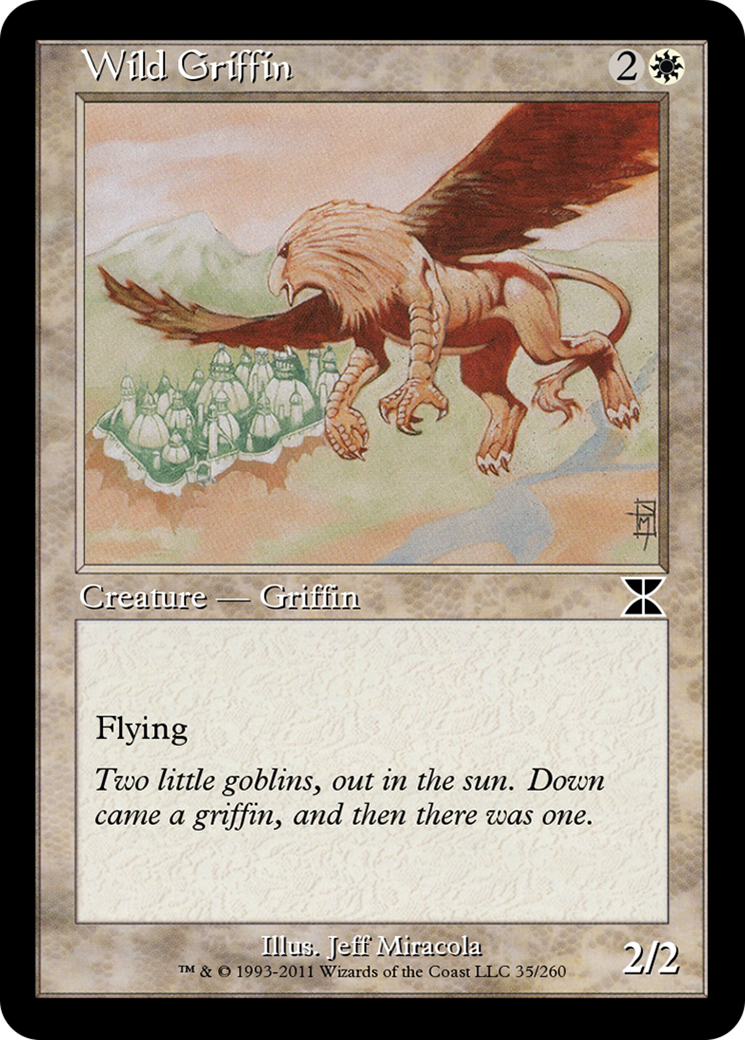 Wild Griffin 2
Creature — Griffin
Flying
Two little goblins, out in the sun. Down
came a griffin, and then there was one.
Illus. Jeff Miracola
™ & © 1993-2011 Wizards of the Coast LLC 35/260
2/2